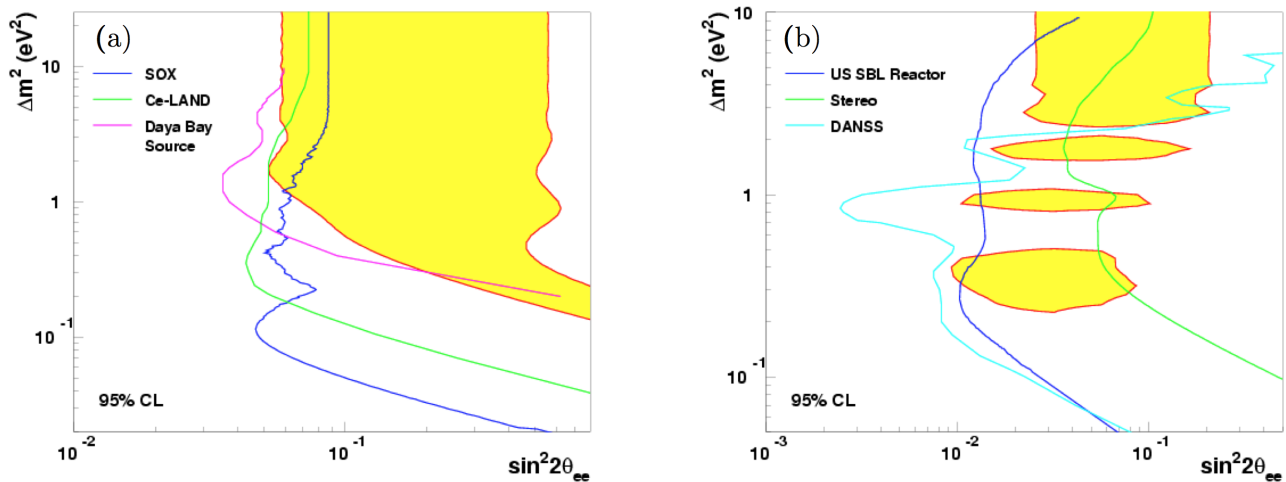 (a)
Δm² (eV²)
SOX
Ce-LAND
Daya Bay
Source
10
1
10⁻¹
95% CL
10⁻²
10⁻¹
sin²2θₑₑ
(b)
Δm² (eV²)
US SBL Reactor
Stereo
DANSS
10
1
10⁻¹
95% CL
10⁻³
10⁻²
10⁻¹
sin²2θₑₑ